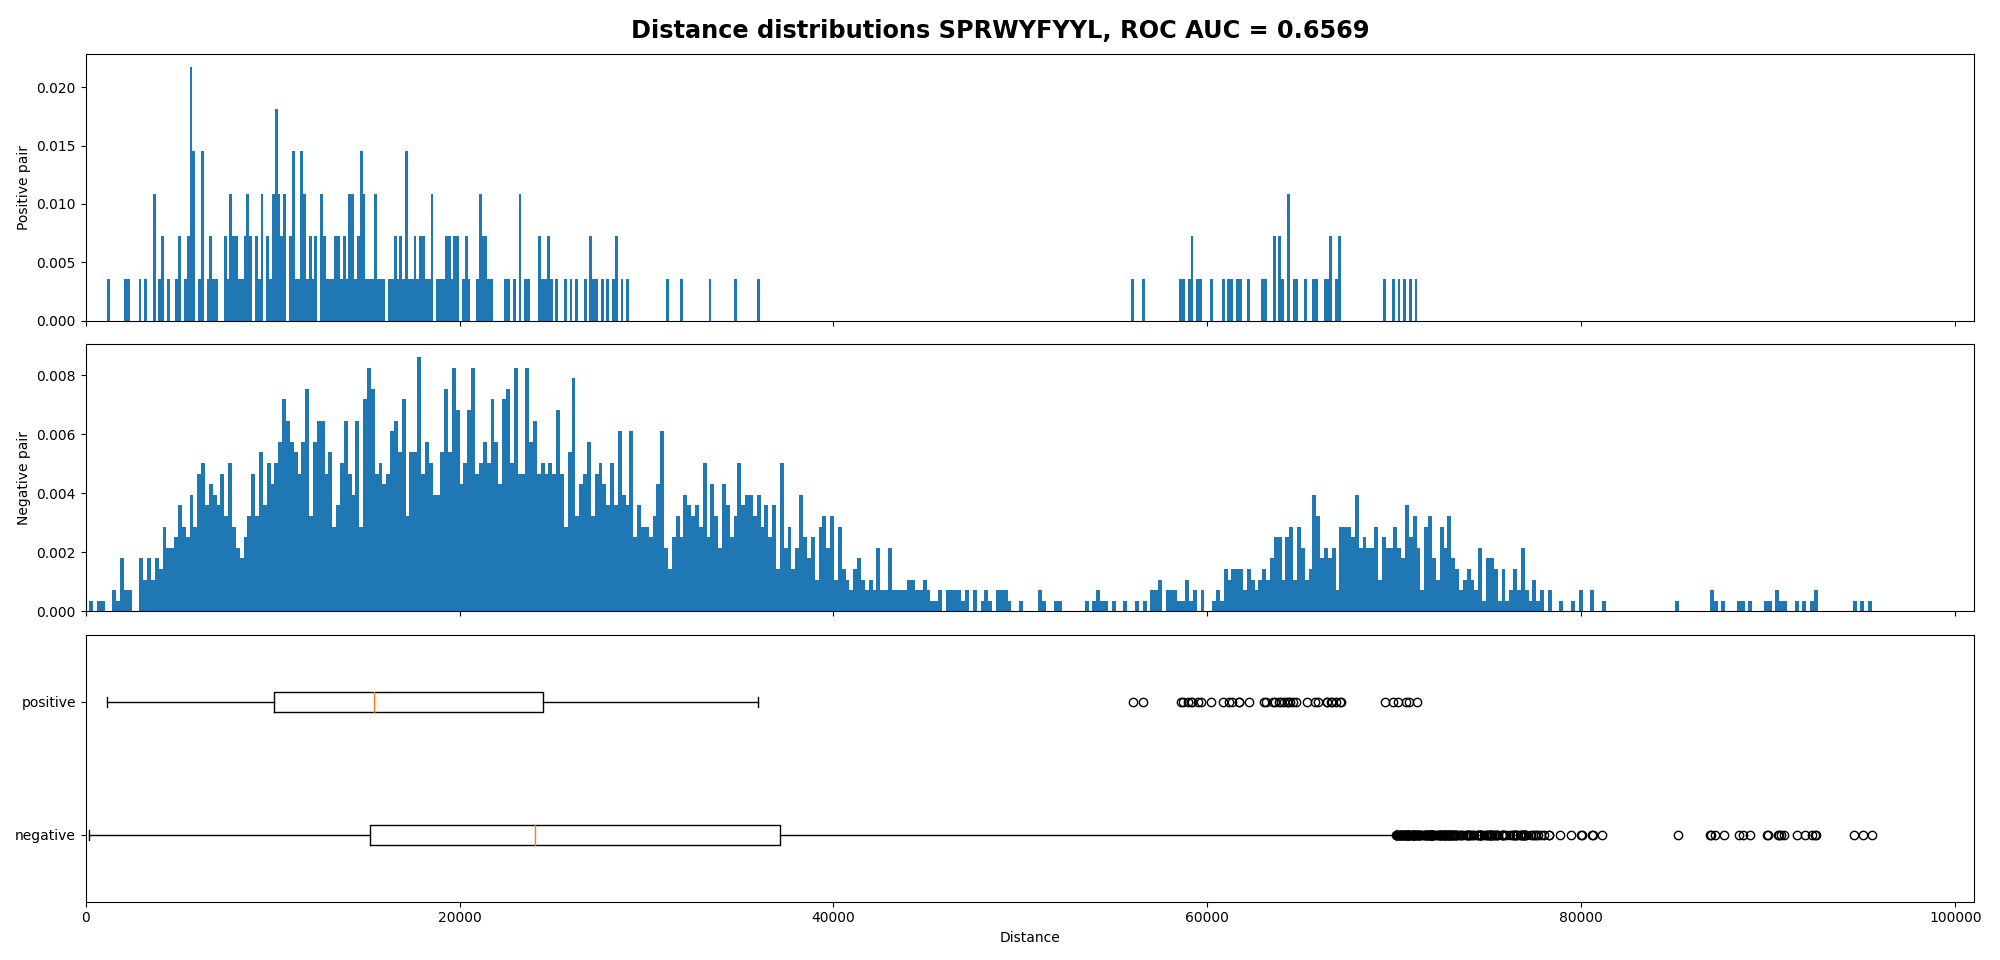 Distance distributions SPRWYFYYL, ROC AUC = 0.6569
0.020
0.015
0.010
0.005
0.000
Positive pair
0.008
0.006
0.004
0.002
0.000
Negative pair
positive
negative
0 20000 40000 60000 80000 100000
Distance